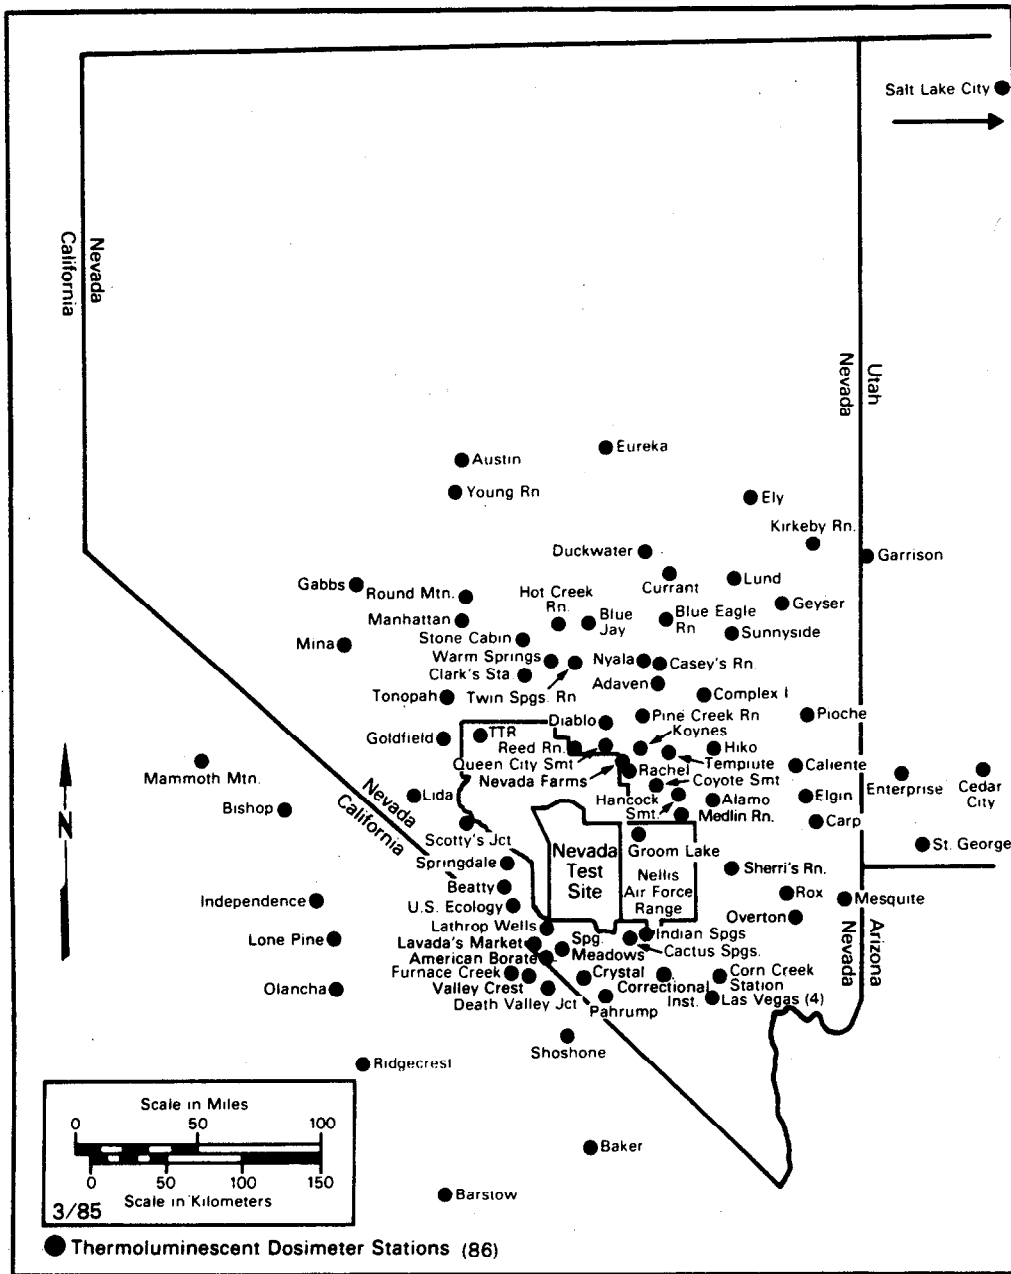 Salt Lake City
Nevada
California
Nevada
Utah
Eureka
Austin
Young Rn
Ely
Kirkeby Rn.
Duckwater
Garrison
Currant
Lund
Gabbs
Round Mtn.
Hot Creek
Rn.
Geyser
Manhattan
Blue
Jay
Blue Eagle
Rn
Stone Cabin
Sunnyside
Mina
Warm Springs
Nyala
Casey's Rn.
Clark's Sta.
Adaven
Twin Spgs. Rn
Tonopah
Complex I
Diablo
Pine Creek Rn
Pioche
Koynes
TTR
Goldfield
Reed Rn.
Hiko
Queen City Smt
Tempiute
Caliente
Rachel
Nevada Farms
Coyote Smt
Mammoth Mtn.
Enterprise
Cedar
City
Lida
Hancock
Smt.
Alamo
Elgin
Bishop
Nevada
California
Medlin Rn.
Carp
Scotty's Jct
Groom Lake
St. George
Nevada
Test
Site
Springdale
Nellis
Air Force
Range
Sherri's Rn.
Beatty
Rox
Mesquite
Independence
U.S. Ecology
Overton
Nevada
Arizona
Lathrop Wells
Indian Spgs
Lone Pine
Lavada's Market
Spg.
Meadows
Cactus Spgs.
American Borate
Furnace Creek
Crystal
Corn Creek
Station
Olancha
Valley Crest
Correctional
Inst.
Las Vegas (4)
Death Valley Jct
Pahrump
Shoshone
Ridgecrest
N
Scale in Miles
0 50 100
0 50 100 150
Scale in Kilometers
3/85
Baker
Barstow
Thermoluminescent Dosimeter Stations (86)